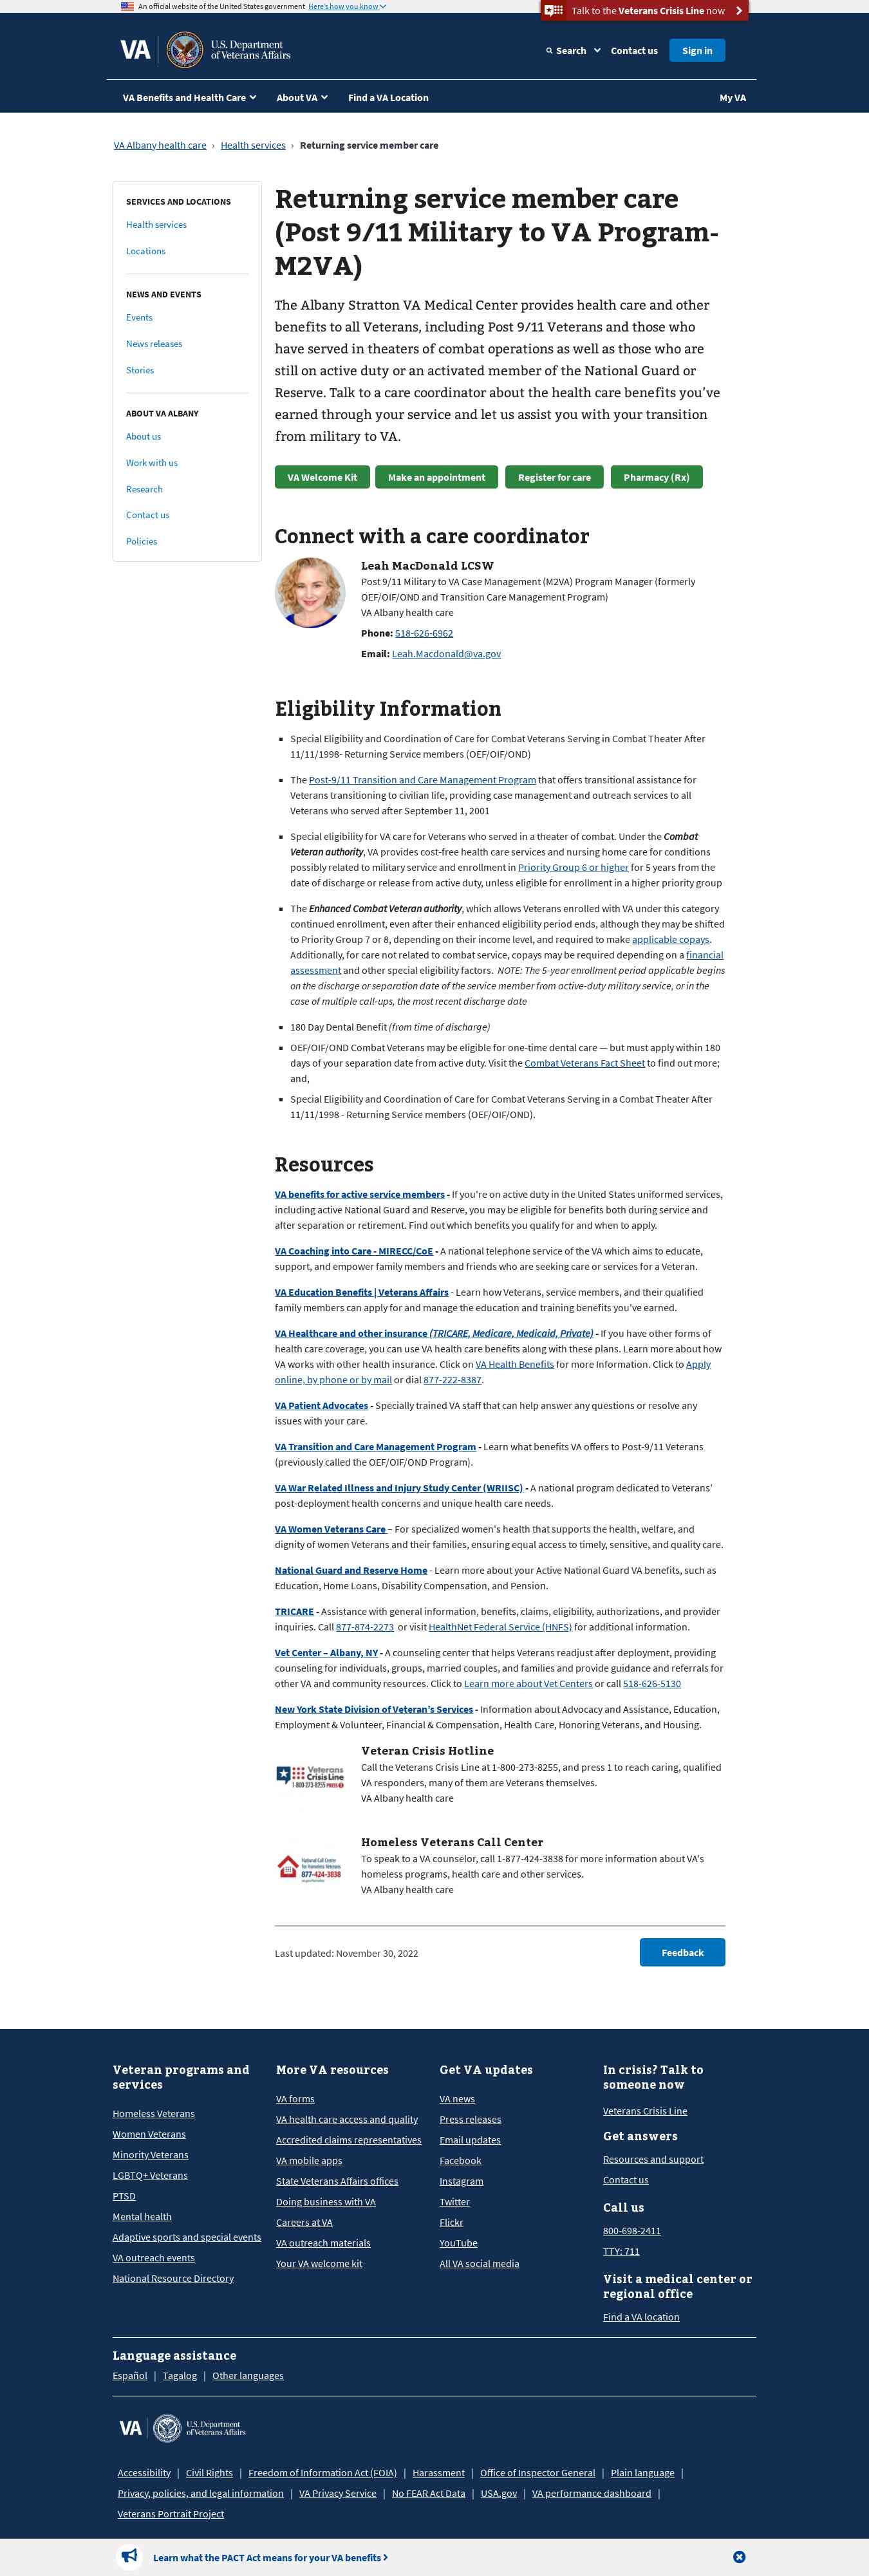 An official website of the United States government Here's how you know
Talk to the Veterans Crisis Line now
VA
U.S. Department
of Veterans Affairs
Search
Contact us
Sign in
VA Benefits and Health Care
About VA
Find a VA Location
My VA
VA Albany health care › Health services › Returning service member care
SERVICES AND LOCATIONS
Health services
Locations
NEWS AND EVENTS
Events
News releases
Stories
ABOUT VA ALBANY
About us
Work with us
Research
Contact us
Policies
Returning service member care
(Post 9/11 Military to VA Program-
M2VA)
The Albany Stratton VA Medical Center provides health care and other
benefits to all Veterans, including Post 9/11 Veterans and those who
have served in theaters of combat operations as well as those who are
still on active duty or an activated member of the National Guard or
Reserve. Talk to a care coordinator about the health care benefits you've
earned through your service and let us assist you with your transition
from military to VA.
VA Welcome Kit
Make an appointment
Register for care
Pharmacy (Rx)
Connect with a care coordinator
Leah MacDonald LCSW
Post 9/11 Military to VA Case Management (M2VA) Program Manager (formerly
OEF/OIF/OND and Transition Care Management Program)
VA Albany health care
Phone: 518-626-6962
Email: Leah.Macdonald@va.gov
Eligibility Information
▪ Special Eligibility and Coordination of Care for Combat Veterans Serving in Combat Theater After
11/11/1998- Returning Service members (OEF/OIF/OND)
▪ The Post-9/11 Transition and Care Management Program that offers transitional assistance for
Veterans transitioning to civilian life, providing case management and outreach services to all
Veterans who served after September 11, 2001
▪ Special eligibility for VA care for Veterans who served in a theater of combat. Under the Combat
Veteran authority, VA provides cost-free health care services and nursing home care for conditions
possibly related to military service and enrollment in Priority Group 6 or higher for 5 years from the
date of discharge or release from active duty, unless eligible for enrollment in a higher priority group
▪ The Enhanced Combat Veteran authority, which allows Veterans enrolled with VA under this category
continued enrollment, even after their enhanced eligibility period ends, although they may be shifted
to Priority Group 7 or 8, depending on their income level, and required to make applicable copays.
Additionally, for care not related to combat service, copays may be required depending on a financial
assessment and other special eligibility factors. NOTE: The 5-year enrollment period applicable begins
on the discharge or separation date of the service member from active-duty military service, or in the
case of multiple call-ups, the most recent discharge date
▪ 180 Day Dental Benefit (from time of discharge)
▪ OEF/OIF/OND Combat Veterans may be eligible for one-time dental care — but must apply within 180
days of your separation date from active duty. Visit the Combat Veterans Fact Sheet to find out more;
and,
▪ Special Eligibility and Coordination of Care for Combat Veterans Serving in a Combat Theater After
11/11/1998 - Returning Service members (OEF/OIF/OND).
Resources
VA benefits for active service members - If you're on active duty in the United States uniformed services,
including active National Guard and Reserve, you may be eligible for benefits both during service and
after separation or retirement. Find out which benefits you qualify for and when to apply.
VA Coaching into Care - MIRECC/CoE - A national telephone service of the VA which aims to educate,
support, and empower family members and friends who are seeking care or services for a Veteran.
VA Education Benefits | Veterans Affairs - Learn how Veterans, service members, and their qualified
family members can apply for and manage the education and training benefits you've earned.
VA Healthcare and other insurance (TRICARE, Medicare, Medicaid, Private) - If you have other forms of
health care coverage, you can use VA health care benefits along with these plans. Learn more about how
VA works with other health insurance. Click on VA Health Benefits for more Information. Click to Apply
online, by phone or by mail or dial 877-222-8387.
VA Patient Advocates - Specially trained VA staff that can help answer any questions or resolve any
issues with your care.
VA Transition and Care Management Program - Learn what benefits VA offers to Post-9/11 Veterans
(previously called the OEF/OIF/OND Program).
VA War Related Illness and Injury Study Center (WRIISC) - A national program dedicated to Veterans'
post-deployment health concerns and unique health care needs.
VA Women Veterans Care – For specialized women's health that supports the health, welfare, and
dignity of women Veterans and their families, ensuring equal access to timely, sensitive, and quality care.
National Guard and Reserve Home - Learn more about your Active National Guard VA benefits, such as
Education, Home Loans, Disability Compensation, and Pension.
TRICARE - Assistance with general information, benefits, claims, eligibility, authorizations, and provider
inquiries. Call 877-874-2273 or visit HealthNet Federal Service (HNFS) for additional information.
Vet Center – Albany, NY - A counseling center that helps Veterans readjust after deployment, providing
counseling for individuals, groups, married couples, and families and provide guidance and referrals for
other VA and community resources. Click to Learn more about Vet Centers or call 518-626-5130
New York State Division of Veteran's Services - Information about Advocacy and Assistance, Education,
Employment & Volunteer, Financial & Compensation, Health Care, Honoring Veterans, and Housing.
Veterans
Crisis Line
1-800-273-8255 PRESS 1
Veteran Crisis Hotline
Call the Veterans Crisis Line at 1-800-273-8255, and press 1 to reach caring, qualified
VA responders, many of them are Veterans themselves.
VA Albany health care
National Call Center
for Homeless Veterans
877-424-3838
Homeless Veterans Call Center
To speak to a VA counselor, call 1-877-424-3838 for more information about VA's
homeless programs, health care and other services.
VA Albany health care
Last updated: November 30, 2022
Feedback
Veteran programs and
services
Homeless Veterans
Women Veterans
Minority Veterans
LGBTQ+ Veterans
PTSD
Mental health
Adaptive sports and special events
VA outreach events
National Resource Directory
More VA resources
VA forms
VA health care access and quality
Accredited claims representatives
VA mobile apps
State Veterans Affairs offices
Doing business with VA
Careers at VA
VA outreach materials
Your VA welcome kit
Get VA updates
VA news
Press releases
Email updates
Facebook
Instagram
Twitter
Flickr
YouTube
All VA social media
In crisis? Talk to
someone now
Veterans Crisis Line
Get answers
Resources and support
Contact us
Call us
800-698-2411
TTY: 711
Visit a medical center or
regional office
Find a VA location
Language assistance
Español | Tagalog | Other languages
VA
U.S. Department
of Veterans Affairs
Accessibility | Civil Rights | Freedom of Information Act (FOIA) | Harassment | Office of Inspector General | Plain language |
Privacy, policies, and legal information | VA Privacy Service | No FEAR Act Data | USA.gov | VA performance dashboard |
Veterans Portrait Project
Learn what the PACT Act means for your VA benefits